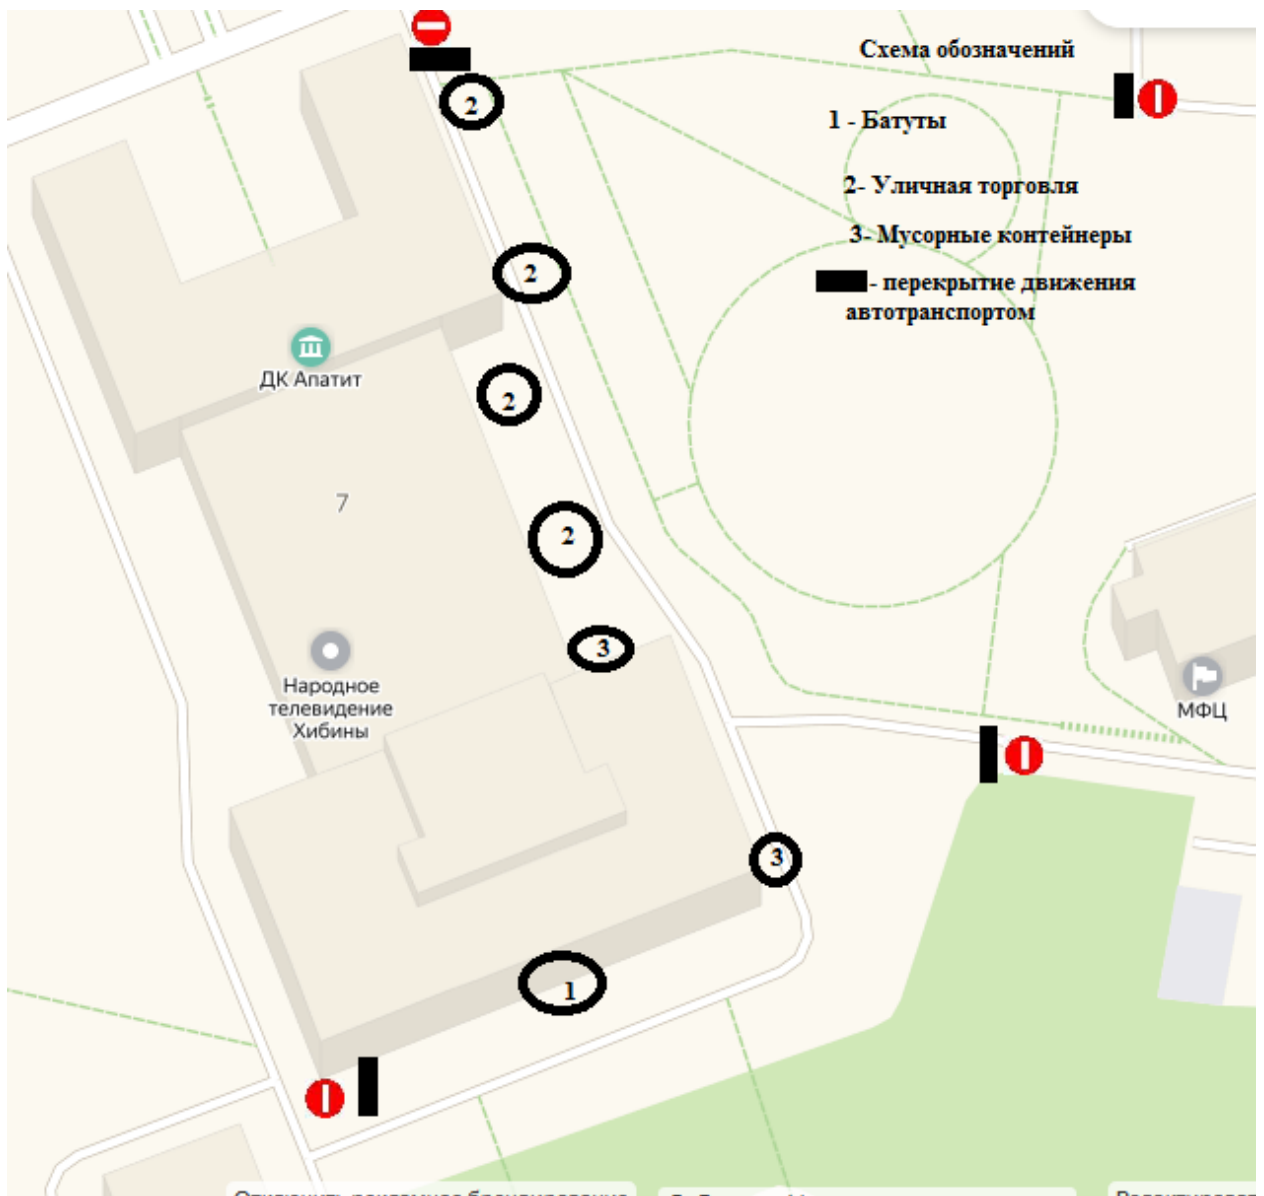 Схема обозначений
1 - Батуты
2- Уличная торговля
3- Мусорные контейнеры
- перекрытие движения
автотранспортом
2
2
ДК Апатит
2
7
2
3
Народное
телевидение
Хибины
МФЦ
3
1